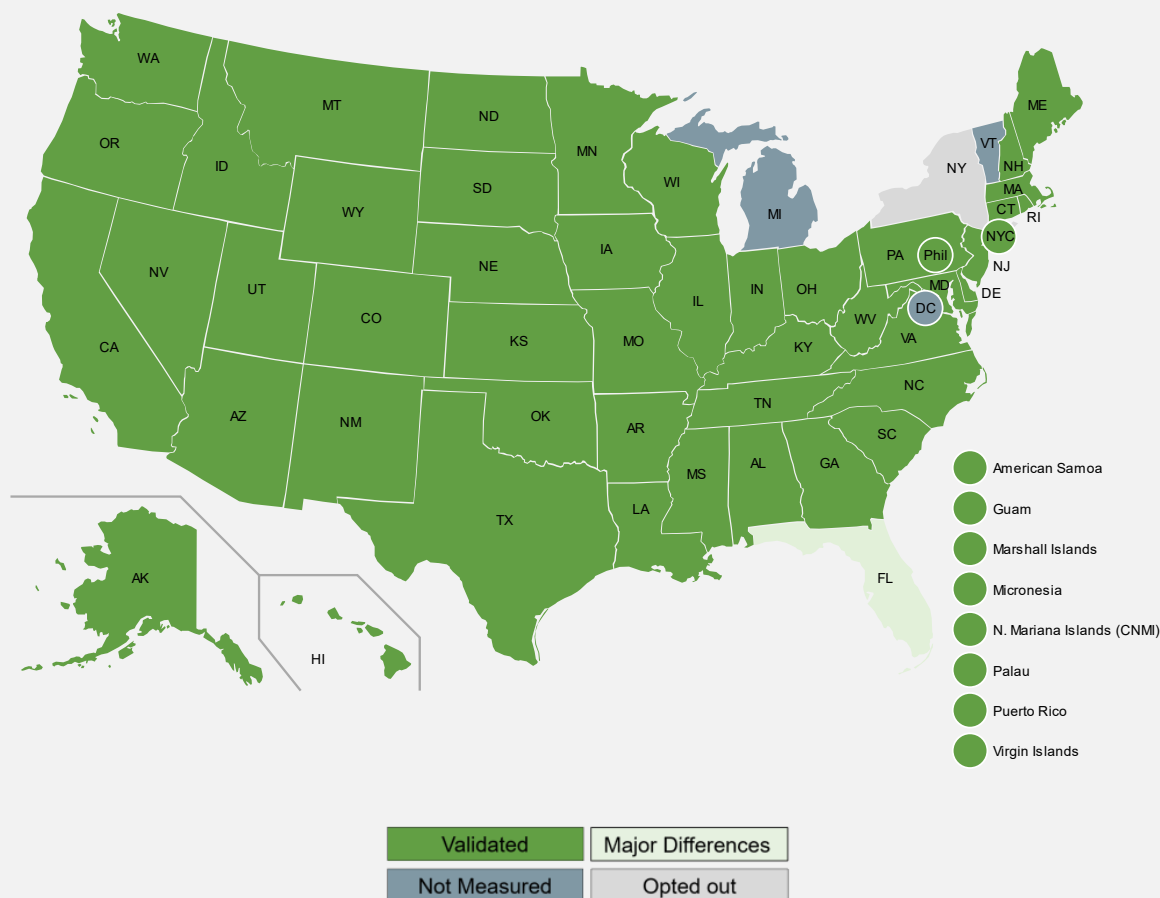 WA
MT
ND
MN
ME
OR
ID
SD
WI
VT
NH
NY
MA
WY
MI
CT
RI
NYC
NV
UT
NE
IA
PA
Phil
NJ
CO
IL
IN
OH
MD
DE
DC
CA
KS
MO
WV
VA
KY
NC
AZ
NM
OK
AR
TN
SC
MS
AL
GA
TX
LA
American Samoa
Guam
Marshall Islands
AK
FL
Micronesia
N. Mariana Islands (CNMI)
HI
Palau
Puerto Rico
Virgin Islands
Validated
Major Differences
Not Measured
Opted out